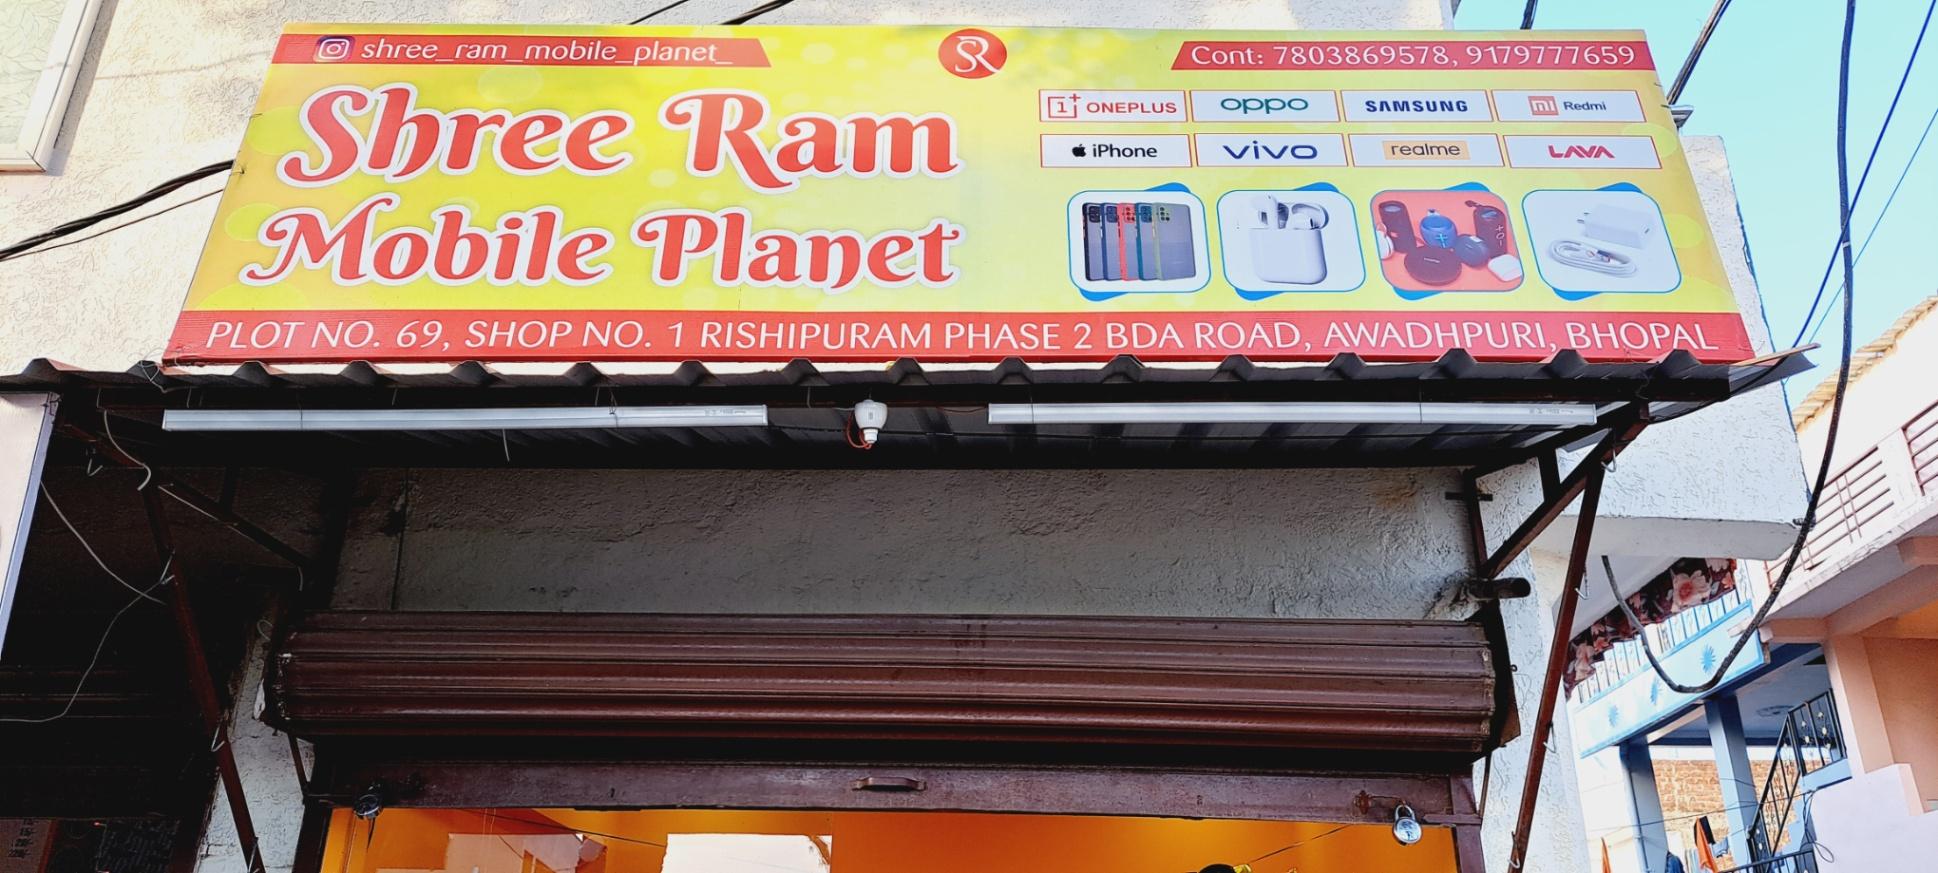 shree_ram_mobile_planet_
SR
Cont: 7803869578, 9179777659
Shree Ram
Mobile Planet
1+ ONEPLUS oppo SAMSUNG mi Redmi
iPhone vivo realme LAVA
PLOT NO. 69, SHOP NO. 1 RISHIPURAM PHASE 2 BDA ROAD, AWADHPURI, BHOPAL